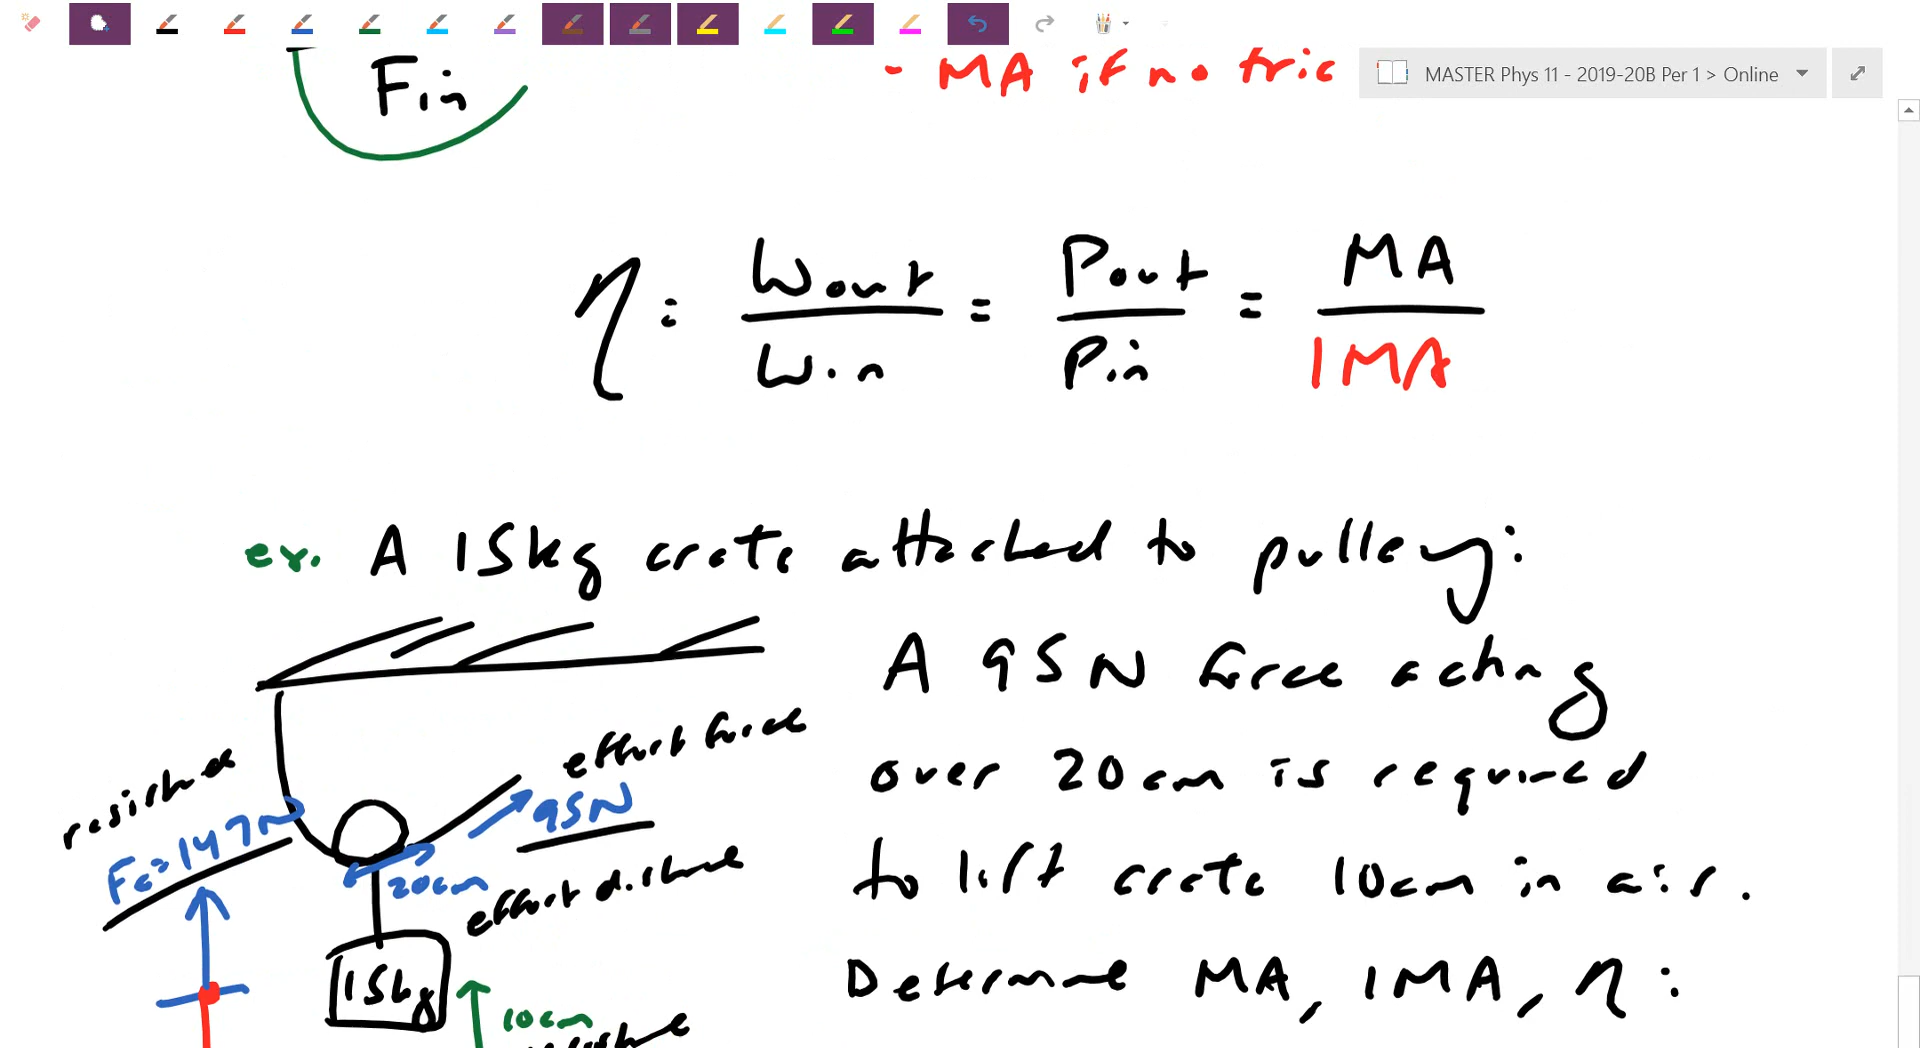 MASTER Phys 11 - 2019-20B Per 1 > Online
Fin
- MA if no fric
η = Wout / Win = Pout / Pin = MA / IMA
ex. A 15kg crate attached to pulley:
A 95N force acting
over 20cm is required
to lift crate 10cm in air.
Determine MA, IMA, η:
effort force
95N
resistance
FG = 147N
20cm
effort distance
15kg
10cm